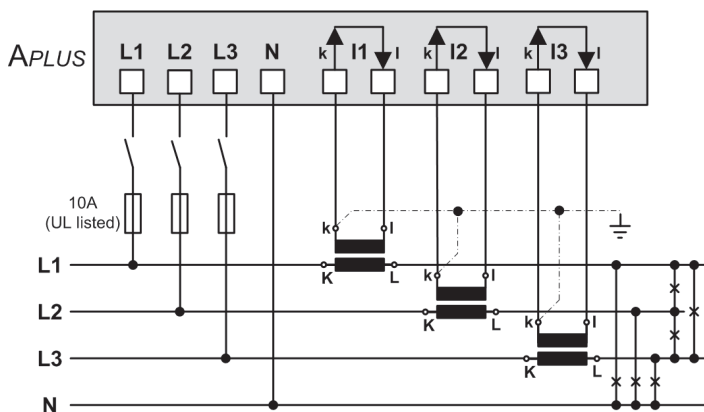 APLUS L1 L2 L3 N k I1 l k I2 l k I3 l
10A
(UL listed)
k l
L1 K L
k l
L2 K L
k l
L3 K L
N